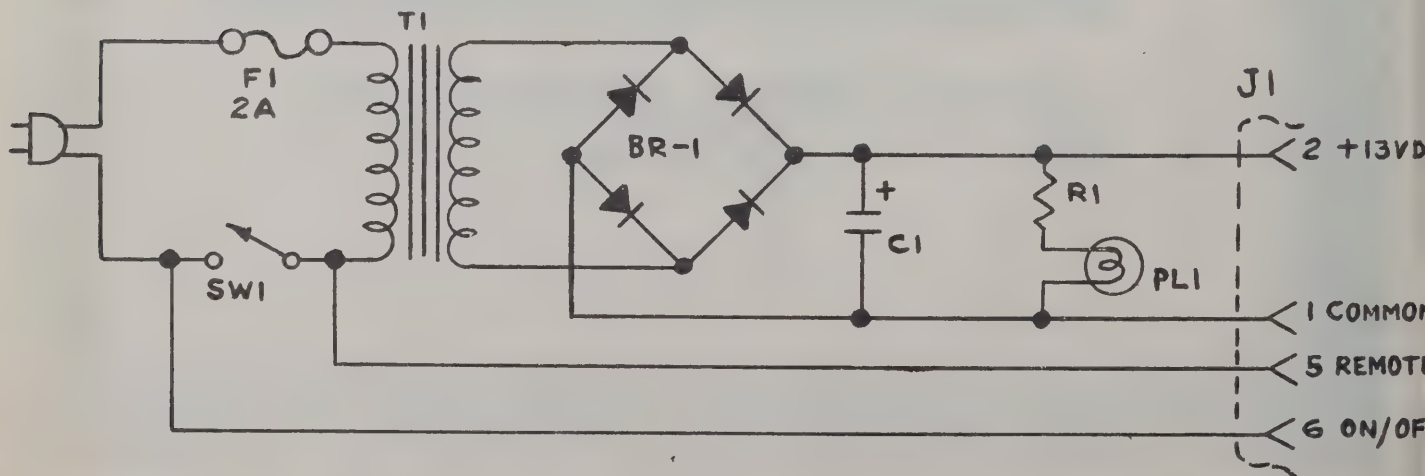 T1
F1
2A
J1
BR-1
2 +13VD
R1
+
C1
PL1
SW1
1 COMMON
5 REMOTE
6 ON/OF